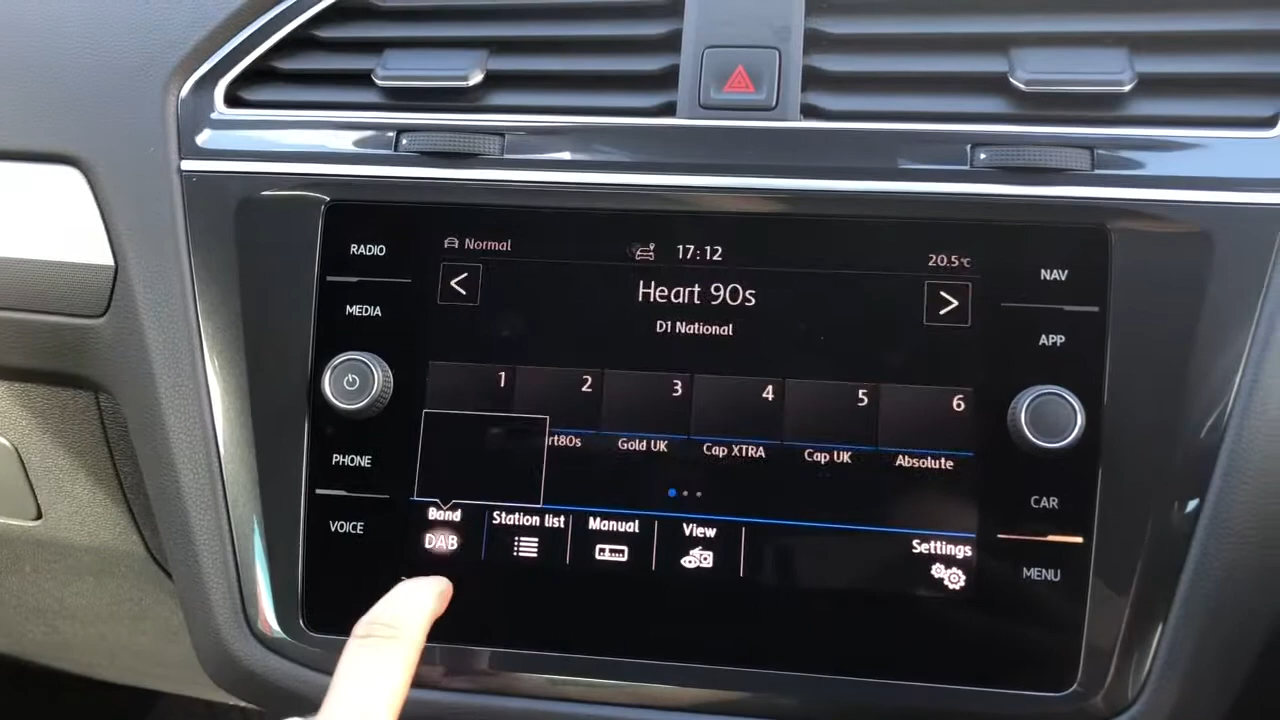 RADIO
MEDIA
PHONE
VOICE
Normal
17:12
20.5°C
<
Heart 90s
>
D1 National
1 2 3 4 5 6
rt80s Gold UK Cap XTRA Cap UK Absolute
Band Station list Manual View Settings
DAB
NAV
APP
CAR
MENU